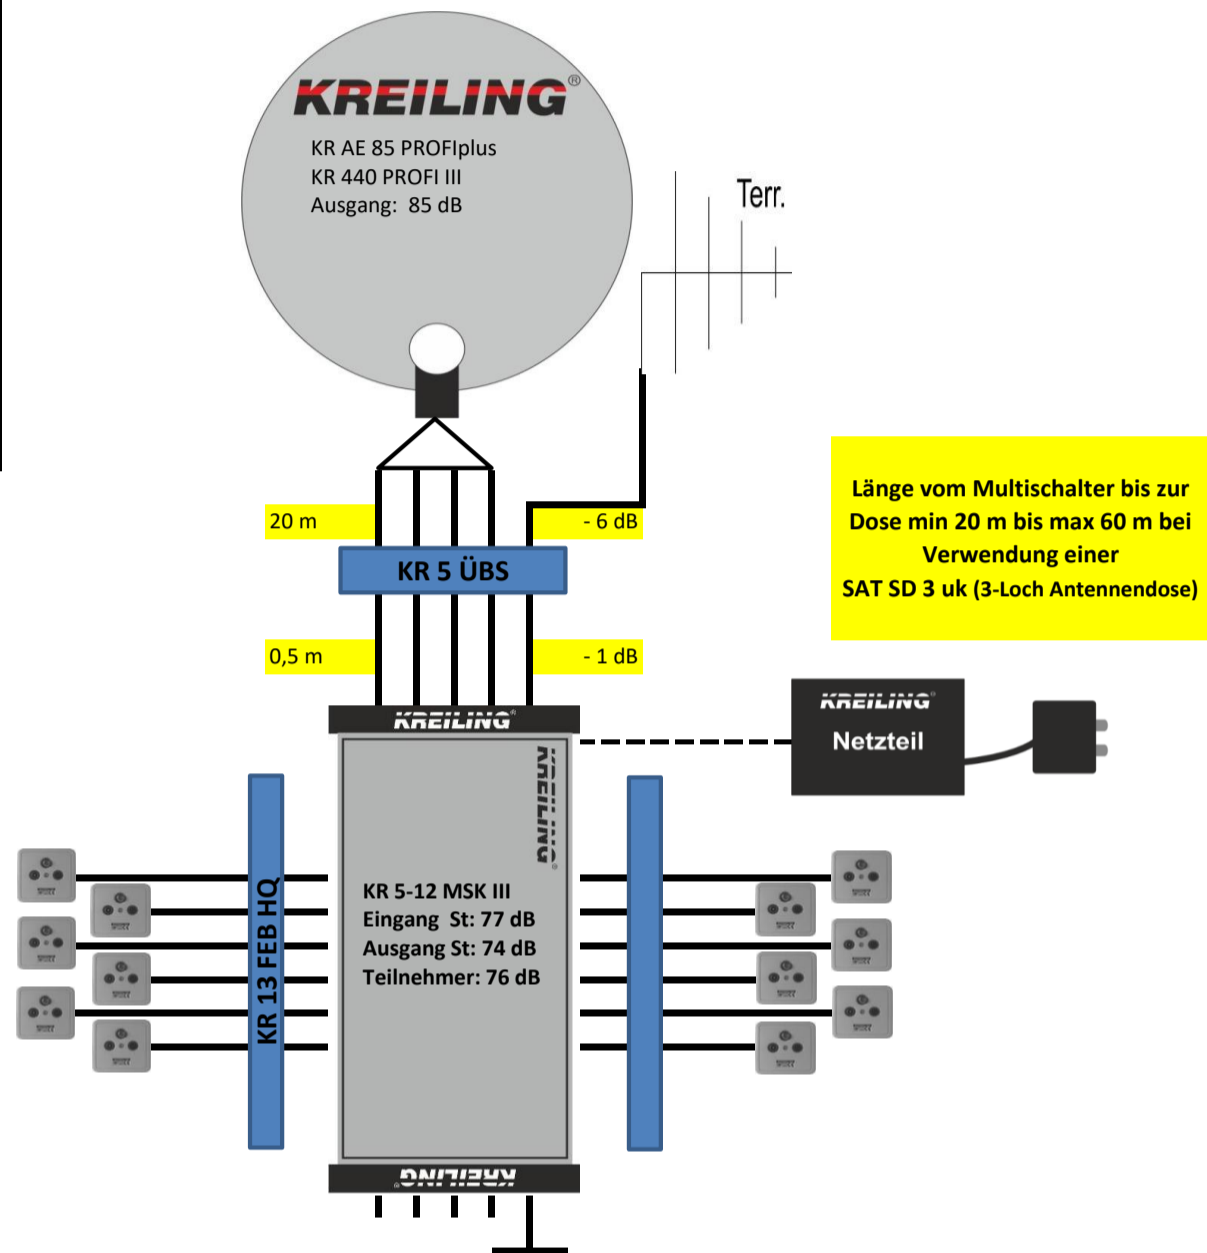 KREILING®
KR AE 85 PROFIplus
KR 440 PROFI III
Ausgang: 85 dB
Terr.
20 m
- 6 dB
KR 5 ÜBS
Länge vom Multischalter bis zur
Dose min 20 m bis max 60 m bei
Verwendung einer
SAT SD 3 uk (3-Loch Antennendose)
0,5 m
- 1 dB
KREILING®
KREILING®
Netzteil
KREILING®
KR 13 FEB HQ
KR 5-12 MSK III
Eingang St: 77 dB
Ausgang St: 74 dB
Teilnehmer: 76 dB
KREILING®